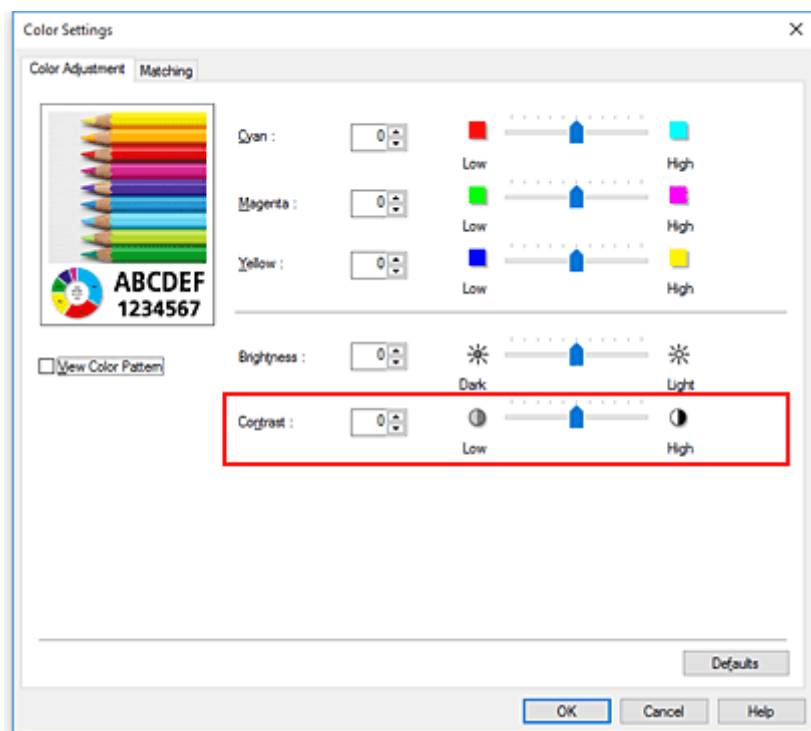 Color Settings
Color Adjustment Matching
Cyan : 0
Low High
Magenta : 0
Low High
Yellow : 0
Low High
ABCDEF
1234567
View Color Pattern
Brightness : 0
Dark Light
Contrast : 0
Low High
Defaults
OK Cancel Help